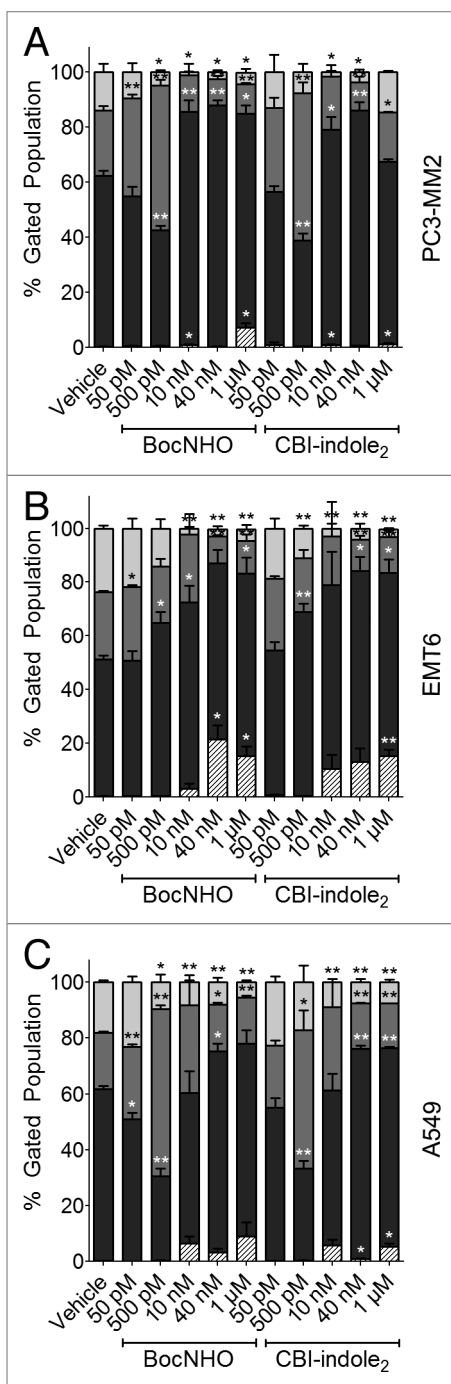 A
% Gated Population
100
80
60
40
20
0
* * * * * * *
** ** ** ** ** ** **
** ** * * **
*
** **
* * * *
Vehicle 50 pM 500 pM 10 nM 40 nM 1 µM 50 pM 500 pM 10 nM 40 nM 1 µM
BocNHO CBI-indole2
PC3-MM2
B
% Gated Population
100
80
60
40
20
0
Vehicle 50 pM 500 pM 10 nM 40 nM 1 µM 50 pM 500 pM 10 nM 40 nM 1 µM
BocNHO CBI-indole2
EMT6
C
% Gated Population
100
80
60
40
20
0
Vehicle 50 pM 500 pM 10 nM 40 nM 1 µM 50 pM 500 pM 10 nM 40 nM 1 µM
BocNHO CBI-indole2
A549